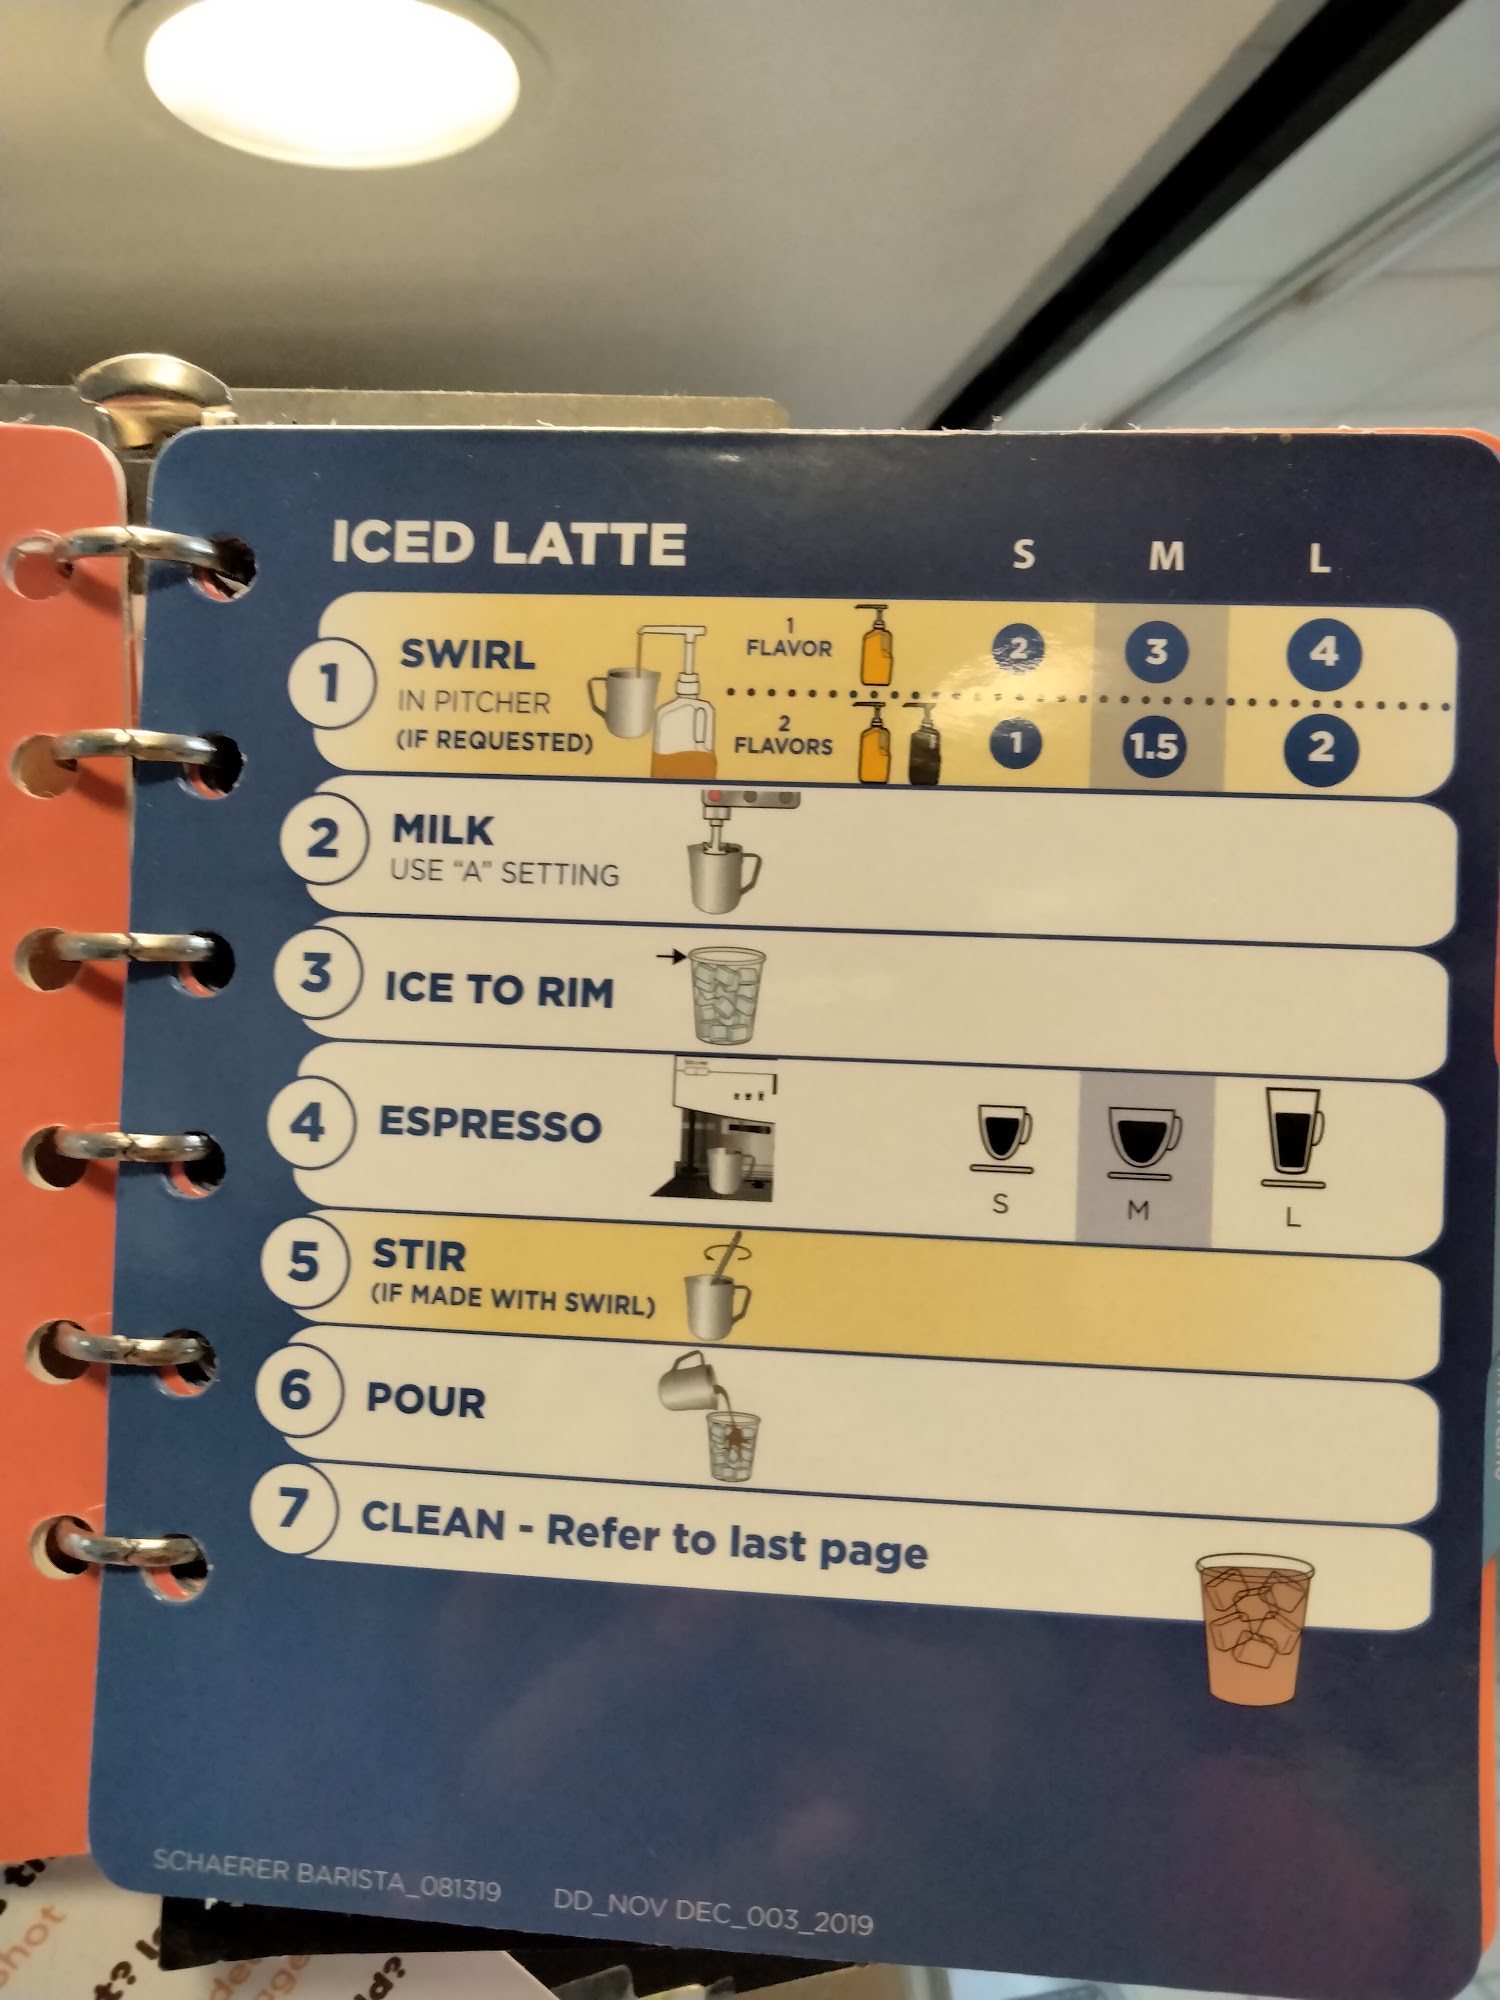 ICED LATTE
S M L
1
SWIRL
IN PITCHER
(IF REQUESTED)
1
FLAVOR
2 3 4
2
FLAVORS
1 1.5 2
2
MILK
USE “A” SETTING
3
ICE TO RIM
4
ESPRESSO
S M L
5
STIR
(IF MADE WITH SWIRL)
6
POUR
7
CLEAN - Refer to last page
SCHAERER BARISTA_081319 DD_NOV DEC_003_2019